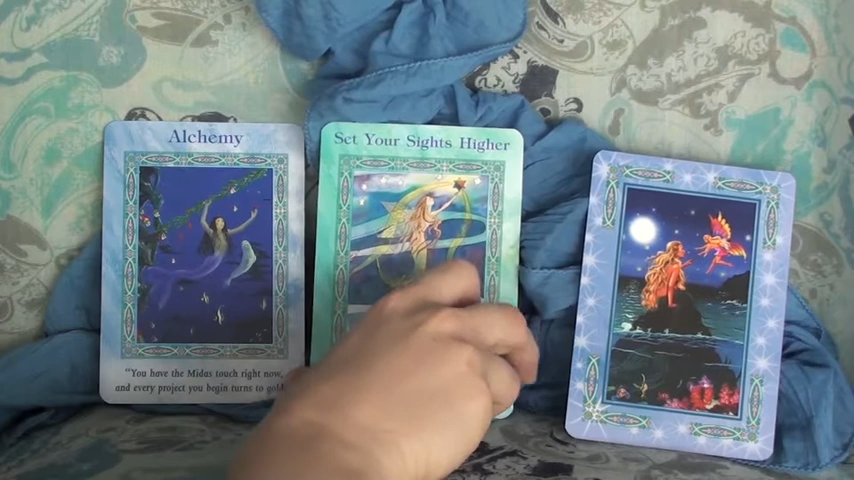 Alchemy
Set Your Sights Higher
"You have the Midas touch right now,
and every project you begin turns to gold